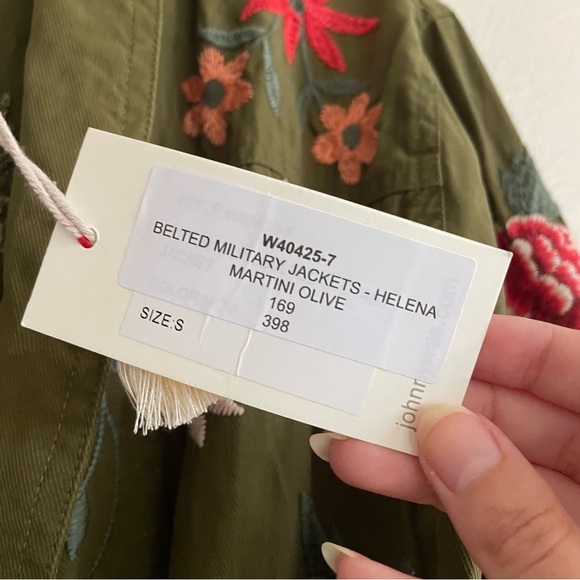 W40425-7
BELTED MILITARY JACKETS - HELENA
MARTINI OLIVE
169
398
SIZE:S